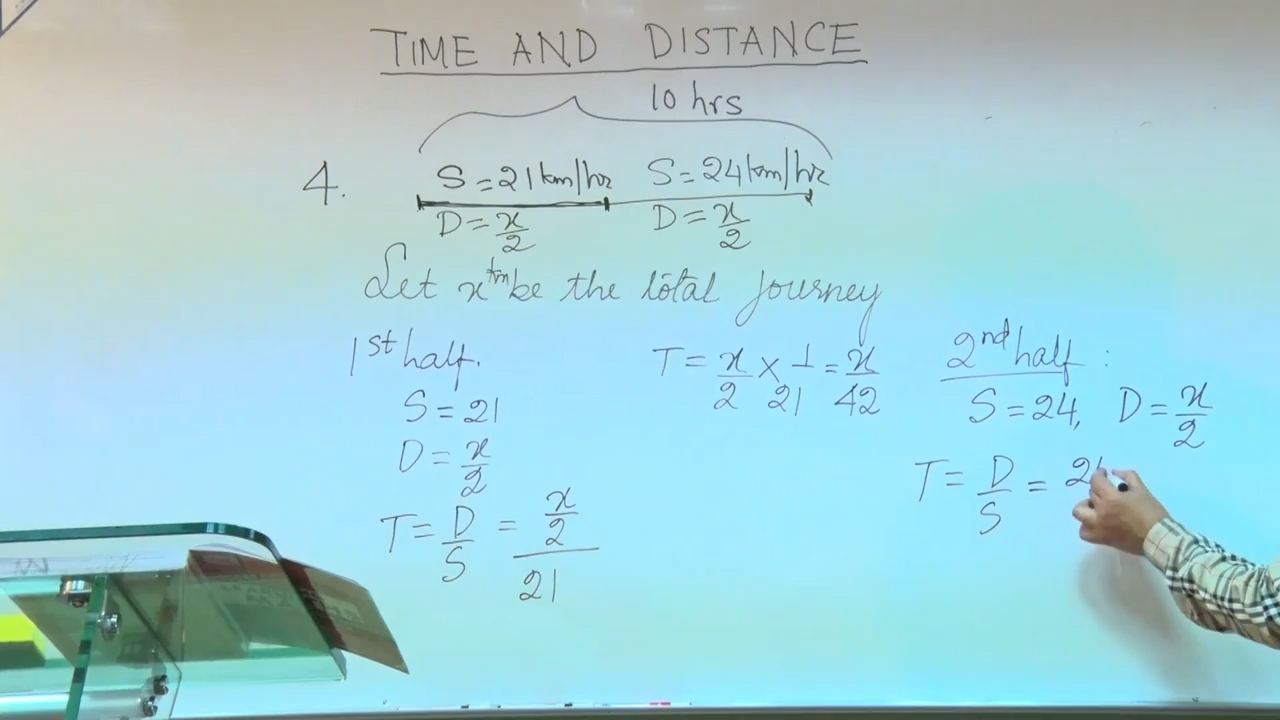 TIME AND DISTANCE
10 hrs
4. S = 21 km/hr S = 24 km/hr
D = x/2 D = x/2
Let x km be the total journey
1st half.
S = 21
D = x/2
T = D/S = x/2 / 21
T = x/2 × 1/21 = x/42
2nd half :
S = 24, D = x/2
T = D/S =